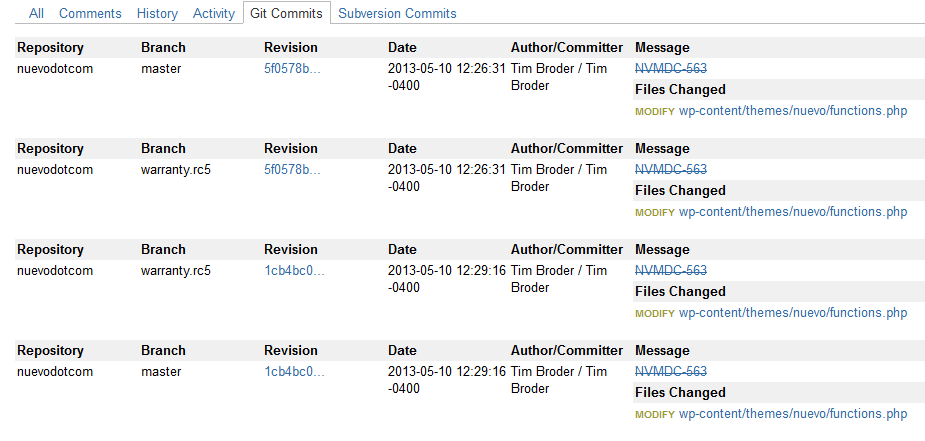 All Comments History Activity Git Commits Subversion Commits
Repository Branch Revision Date Author/Committer Message
nuevodotcom master 5f0578b... 2013-05-10 12:26:31 Tim Broder / Tim NVMDC-563
-0400 Broder Files Changed
MODIFY wp-content/themes/nuevo/functions.php
Repository Branch Revision Date Author/Committer Message
nuevodotcom warranty.rc5 5f0578b... 2013-05-10 12:26:31 Tim Broder / Tim NVMDC-563
-0400 Broder Files Changed
MODIFY wp-content/themes/nuevo/functions.php
Repository Branch Revision Date Author/Committer Message
nuevodotcom warranty.rc5 1cb4bc0... 2013-05-10 12:29:16 Tim Broder / Tim NVMDC-563
-0400 Broder Files Changed
MODIFY wp-content/themes/nuevo/functions.php
Repository Branch Revision Date Author/Committer Message
nuevodotcom master 1cb4bc0... 2013-05-10 12:29:16 Tim Broder / Tim NVMDC-563
-0400 Broder Files Changed
MODIFY wp-content/themes/nuevo/functions.php